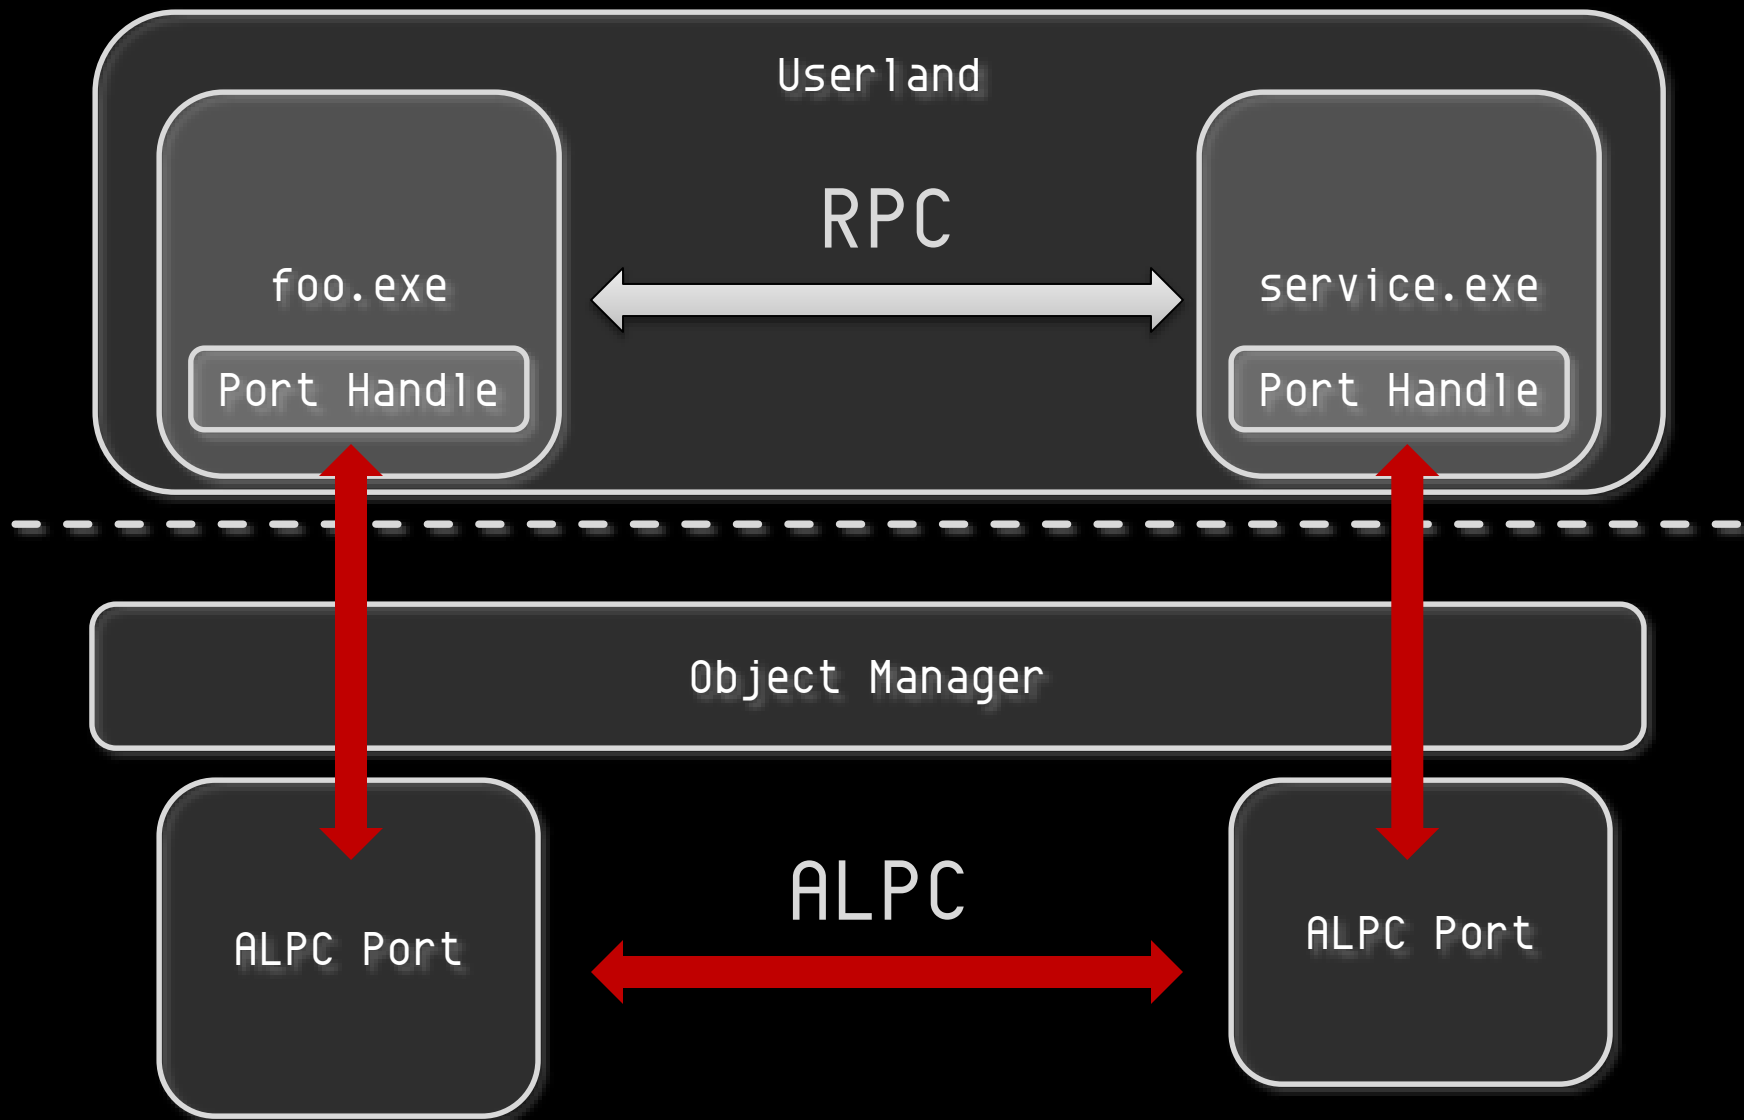 Userland
RPC
foo.exe
service.exe
Port Handle
Port Handle
Object Manager
ALPC
ALPC Port
ALPC Port